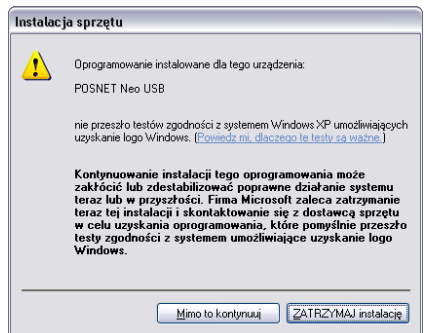 Instalacja sprzętu
Oprogramowanie instalowane dla tego urządzenia:
POSNET Neo USB
nie przeszło testów zgodności z systemem Windows XP umożliwiających
uzyskanie logo Windows. (Powiedz mi, dlaczego te testy są ważne.)
Kontynuowanie instalacji tego oprogramowania może
zakłócić lub zdestabilizować poprawne działanie systemu
teraz lub w przyszłości. Firma Microsoft zaleca zatrzymanie
teraz tej instalacji i skontaktowanie się z dostawcą sprzętu
w celu uzyskania oprogramowania, które pomyślnie przeszło
testy zgodności z systemem umożliwiające uzyskanie logo
Windows.
Mimo to kontynuuj ZATRZYMAJ instalację